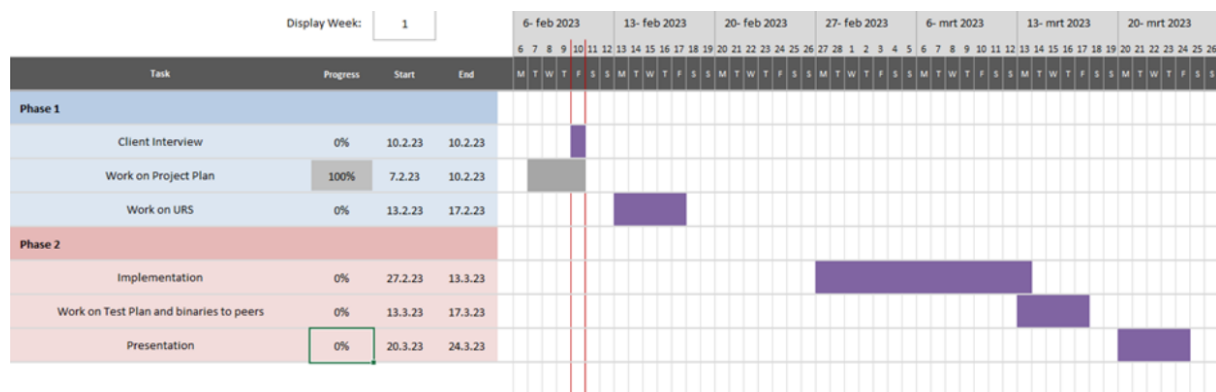 Display Week: 1 6- feb 2023 13- feb 2023 20- feb 2023 27- feb 2023 6- mrt 2023 13- mrt 2023 20- mrt 2023
6 7 8 9 10 11 12 13 14 15 16 17 18 19 20 21 22 23 24 25 26 27 28 1 2 3 4 5 6 7 8 9 10 11 12 13 14 15 16 17 18 19 20 21 22 23 24 25 26
Task Progress Start End M T W T F S S M T W T F S S M T W T F S S M T W T F S S M T W T F S S M T W T F S S M T W T F S S
Phase 1
Client Interview 0% 10.2.23 10.2.23
Work on Project Plan 100% 7.2.23 10.2.23
Work on URS 0% 13.2.23 17.2.23
Phase 2
Implementation 0% 27.2.23 13.3.23
Work on Test Plan and binaries to peers 0% 13.3.23 17.3.23
Presentation 0% 20.3.23 24.3.23